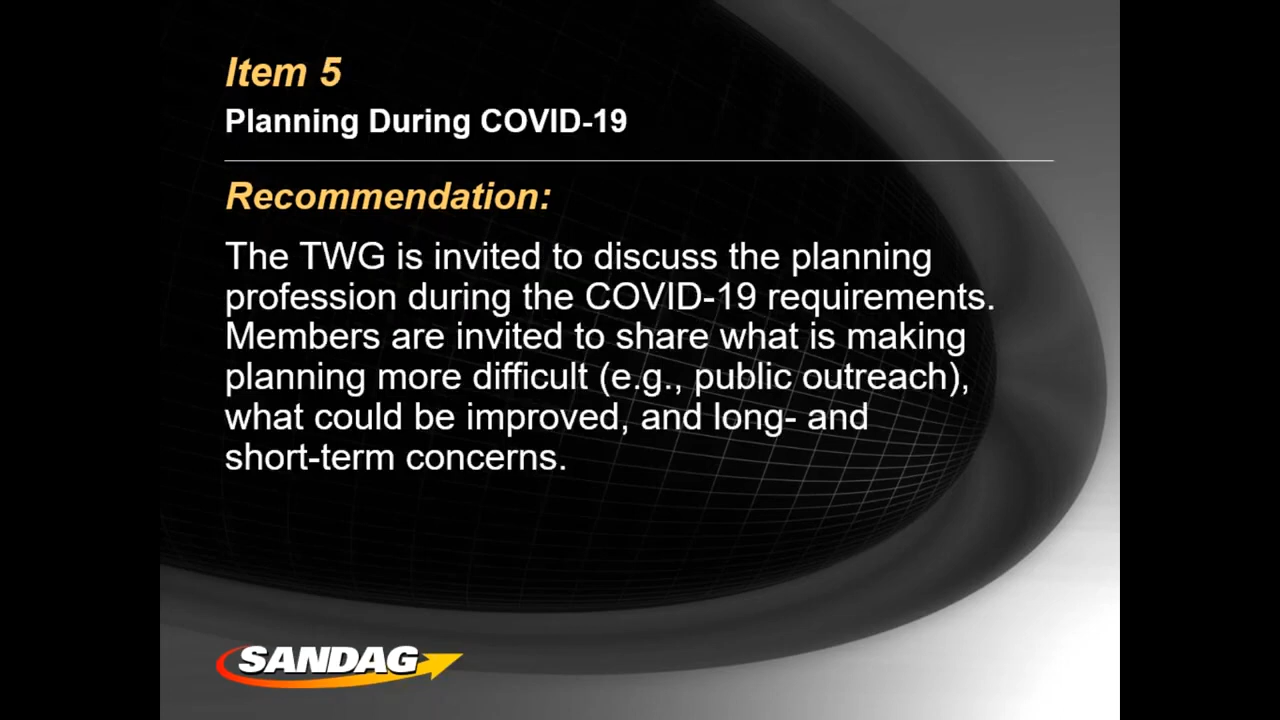 Item 5
Planning During COVID-19
Recommendation:
The TWG is invited to discuss the planning
profession during the COVID-19 requirements.
Members are invited to share what is making
planning more difficult (e.g., public outreach),
what could be improved, and long- and
short-term concerns.
SANDAG